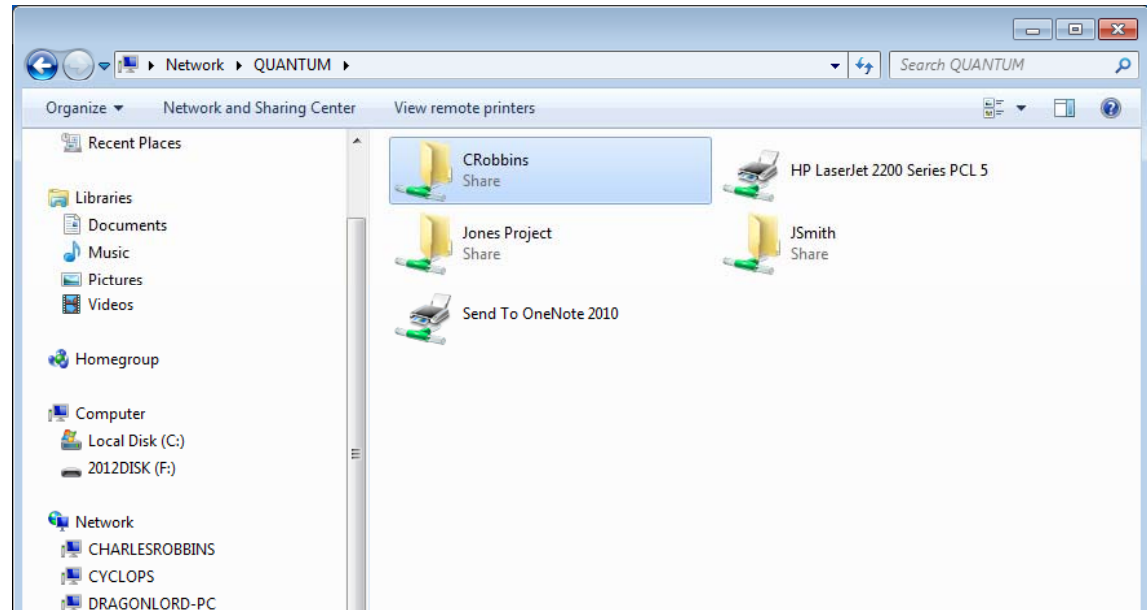 Network ▸ QUANTUM ▸
Search QUANTUM
Organize
Network and Sharing Center
View remote printers
Recent Places
Libraries
Documents
Music
Pictures
Videos
Homegroup
Computer
Local Disk (C:)
2012DISK (F:)
Network
CHARLESROBBINS
CYCLOPS
DRAGONLORD-PC
CRobbins
Share
HP LaserJet 2200 Series PCL 5
Jones Project
Share
JSmith
Share
Send To OneNote 2010